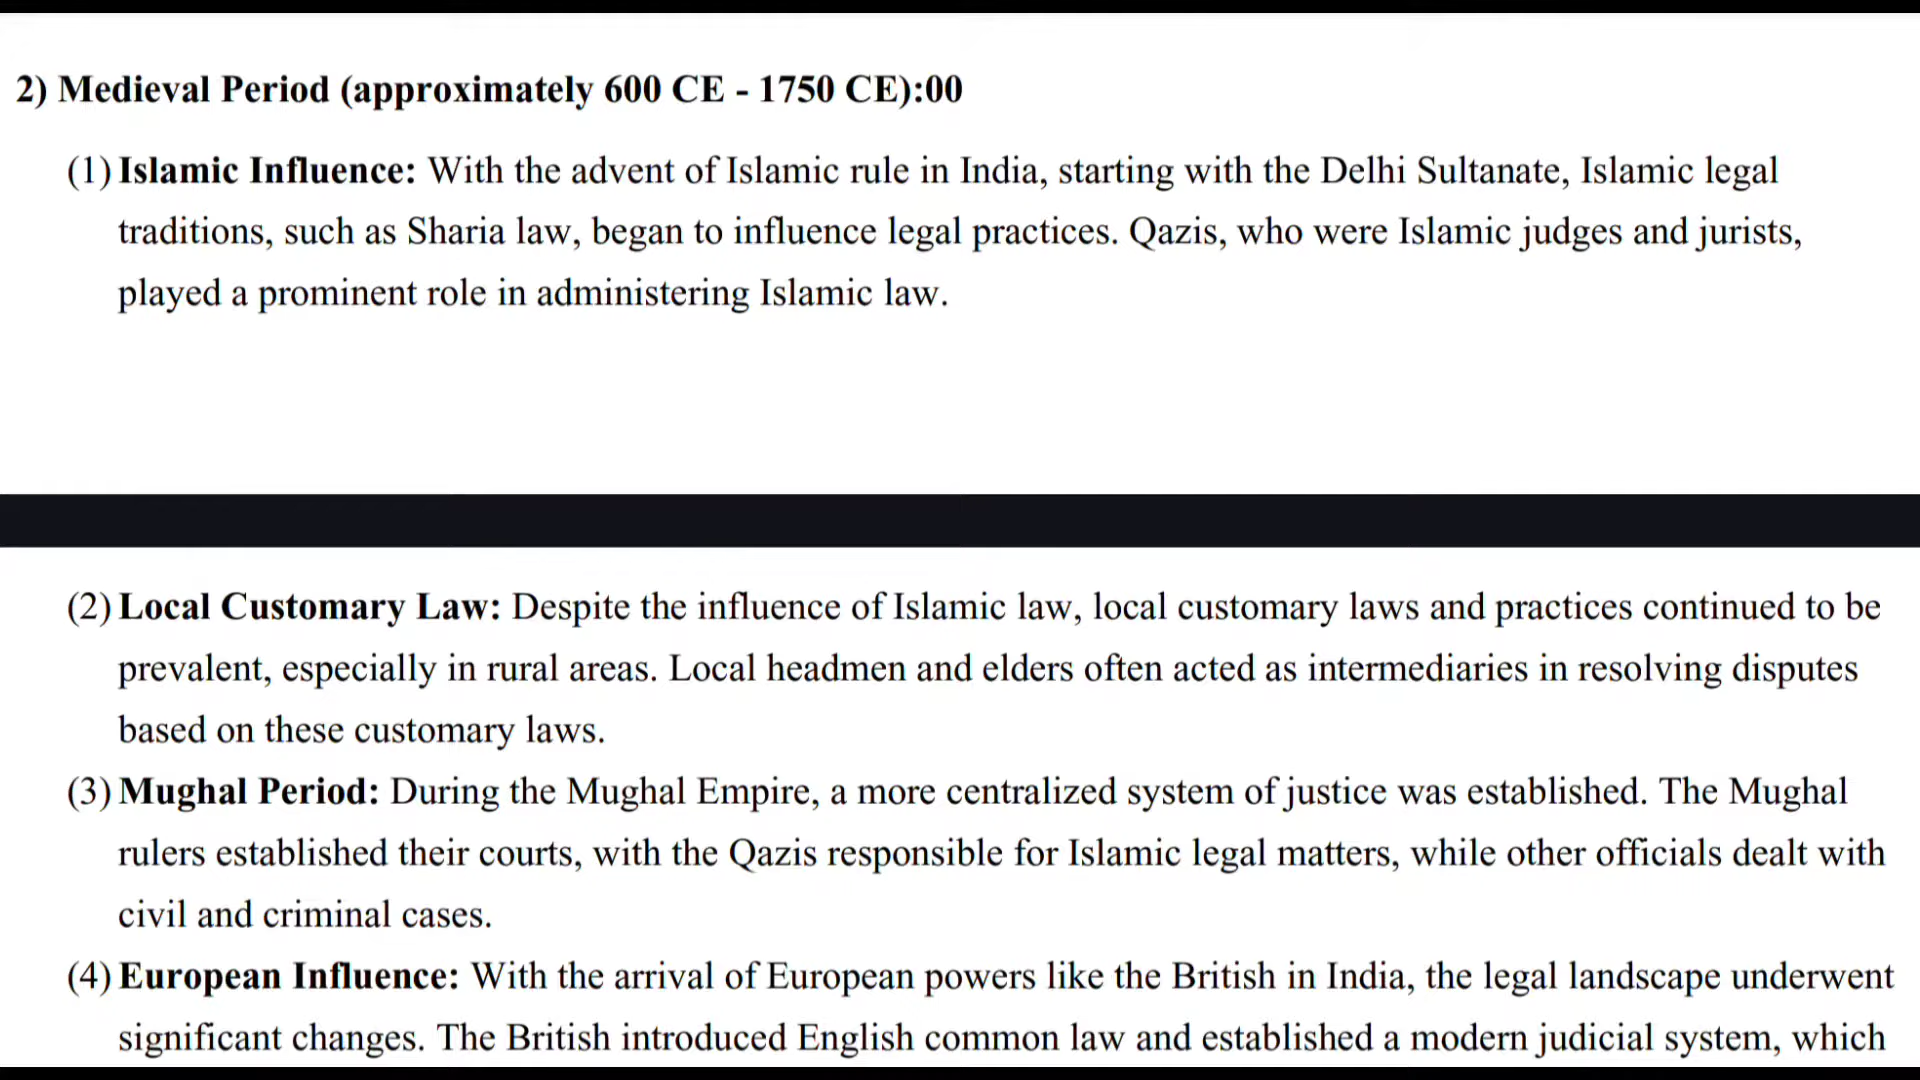 2) Medieval Period (approximately 600 CE - 1750 CE):00
(1) Islamic Influence: With the advent of Islamic rule in India, starting with the Delhi Sultanate, Islamic legal
traditions, such as Sharia law, began to influence legal practices. Qazis, who were Islamic judges and jurists,
played a prominent role in administering Islamic law.
(2) Local Customary Law: Despite the influence of Islamic law, local customary laws and practices continued to be
prevalent, especially in rural areas. Local headmen and elders often acted as intermediaries in resolving disputes
based on these customary laws.
(3) Mughal Period: During the Mughal Empire, a more centralized system of justice was established. The Mughal
rulers established their courts, with the Qazis responsible for Islamic legal matters, while other officials dealt with
civil and criminal cases.
(4) European Influence: With the arrival of European powers like the British in India, the legal landscape underwent
significant changes. The British introduced English common law and established a modern judicial system, which